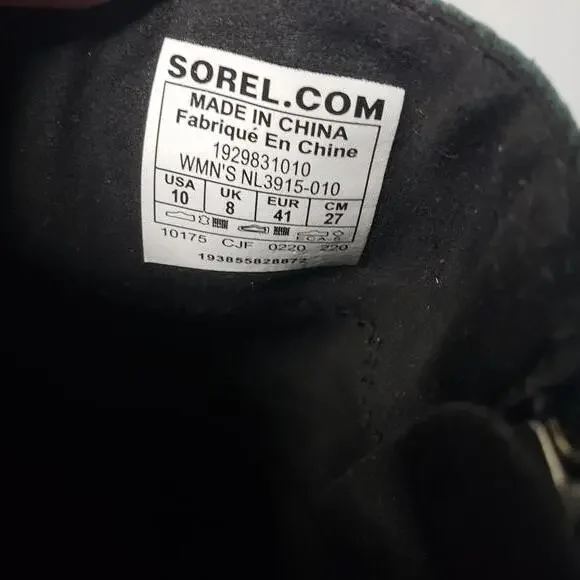 SOREL.COM
MADE IN CHINA
Fabriqué En Chine
1929831010
WMN'S NL3915-010
USA UK EUR CM
10 8 41 27
ECA-S
10175 CJF 0220 220
193855828872